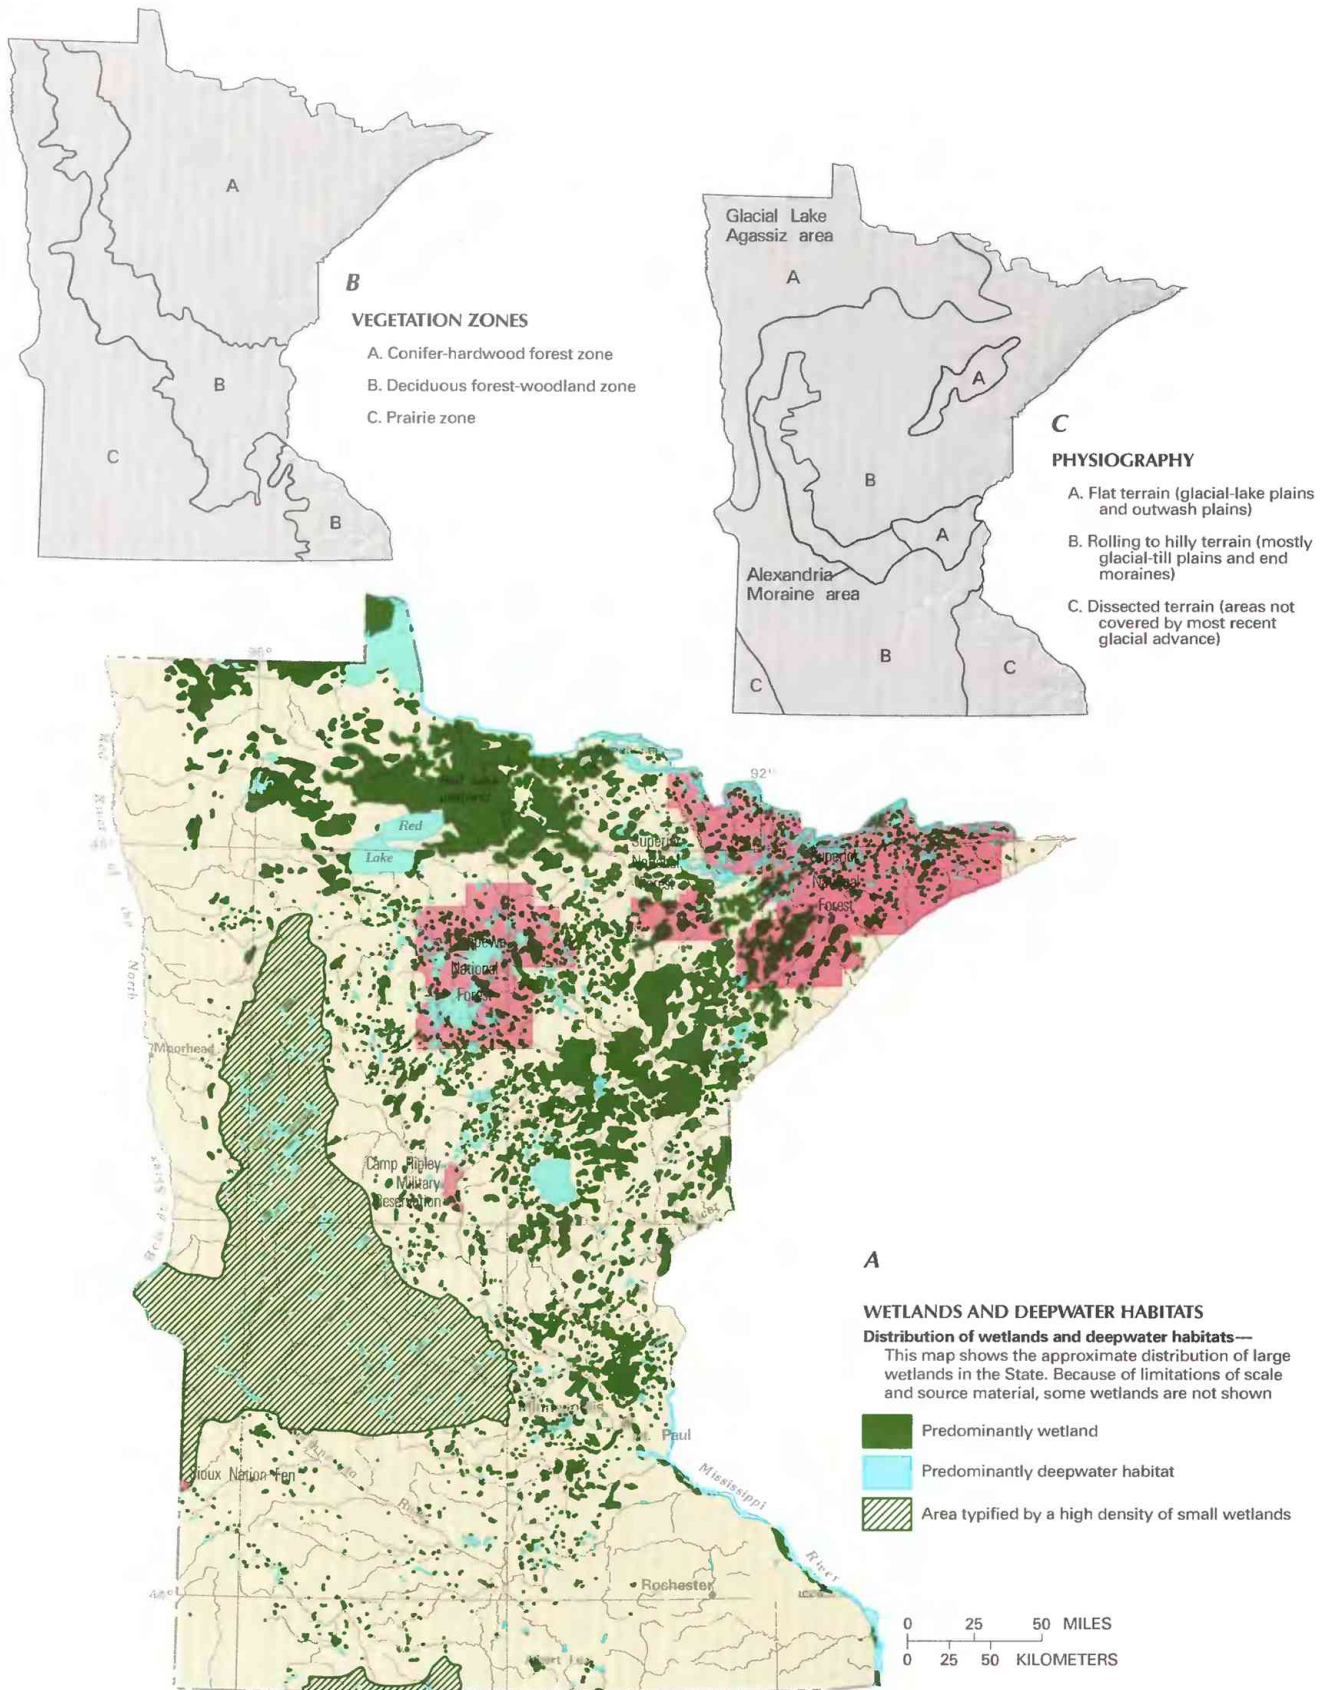 A
B
C
B
B
VEGETATION ZONES
A. Conifer-hardwood forest zone
B. Deciduous forest-woodland zone
C. Prairie zone
Glacial Lake
Agassiz area
A
A
B
A
Alexandria
Moraine area
B
C
C
C
PHYSIOGRAPHY
A. Flat terrain (glacial-lake plains
and outwash plains)
B. Rolling to hilly terrain (mostly
glacial-till plains and end
moraines)
C. Dissected terrain (areas not
covered by most recent
glacial advance)
92°
Red
Lake
Superior
National
Forest
Superior
National
Forest
National
Forest
North
Moorhead
Camp Ripley
Military
Reservation
Sioux Nation Fen
Paul
Mississippi
River
River
Rochester
A
WETLANDS AND DEEPWATER HABITATS
Distribution of wetlands and deepwater habitats—
This map shows the approximate distribution of large
wetlands in the State. Because of limitations of scale
and source material, some wetlands are not shown
Predominantly wetland
Predominantly deepwater habitat
Area typified by a high density of small wetlands
0 25 50 MILES
0 25 50 KILOMETERS